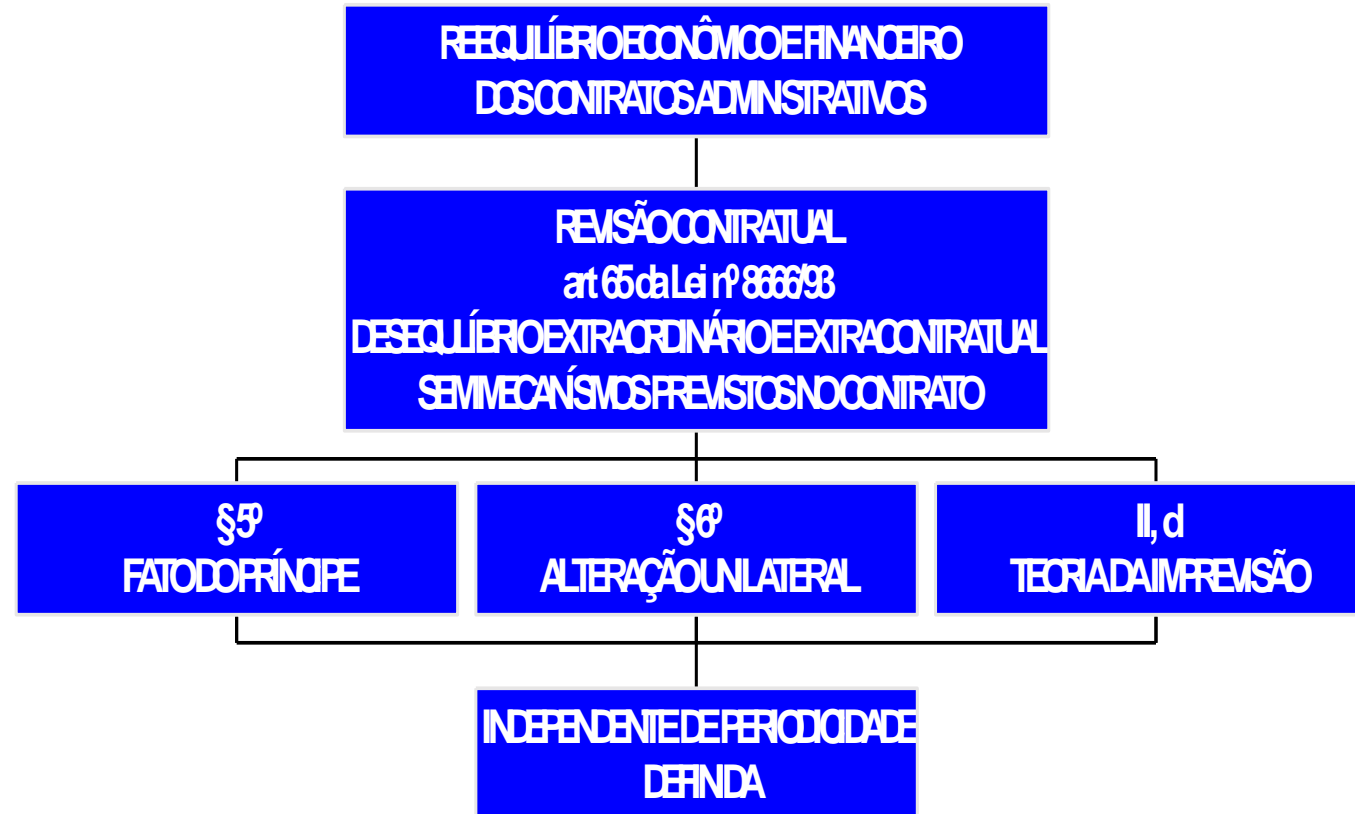 REEQUILÍBRIO ECONÔMICO E FINANCEIRO
DOS CONTRATOS ADMINSTRATIVOS
REVISÃO CONTRATUAL
art 65 da Lei nº 8666/93
DESEQUILÍBRIO EXTRAORDINÁRIO E EXTRACONTRATUAL
SEM MECANÍSMOS PREVISTOS NO CONTRATO
§5º
FATO DO PRÍNCIPE
§6º
ALTERAÇÃO UNILATERAL
II, d
TEORIA DA IMPREVISÃO
INDEPENDENTE DE PERIODICIDADE
DEFINIDA